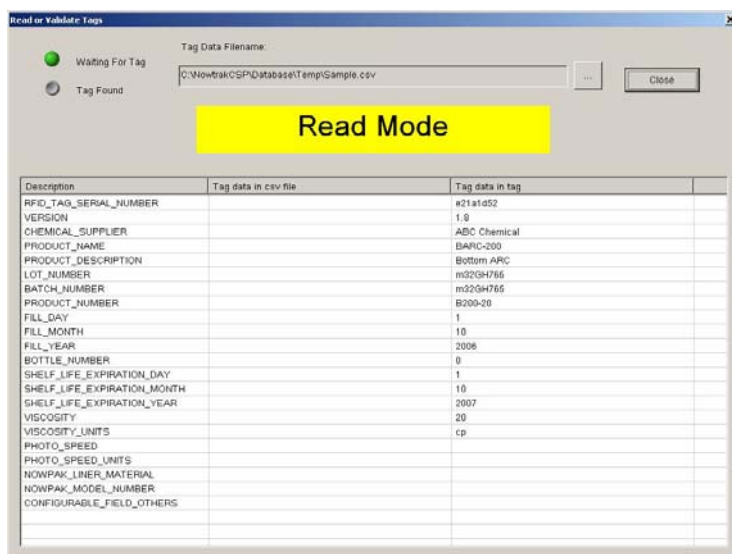 Read or Validate Tags
Waiting For Tag
Tag Found
Tag Data Filename:
C:\NowtrakCSP\Database\Temp\Sample.csv
...
Close
Read Mode
Description Tag data in csv file Tag data in tag
RFID_TAG_SERIAL_NUMBER e21a1d52
VERSION 1.8
CHEMICAL_SUPPLIER ABC Chemical
PRODUCT_NAME BARC-200
PRODUCT_DESCRIPTION Bottom ARC
LOT_NUMBER m32GH766
BATCH_NUMBER m32GH765
PRODUCT_NUMBER B200-20
FILL_DAY 1
FILL_MONTH 10
FILL_YEAR 2006
BOTTLE_NUMBER 0
SHELF_LIFE_EXPIRATION_DAY 1
SHELF_LIFE_EXPIRATION_MONTH 10
SHELF_LIFE_EXPIRATION_YEAR 2007
VISCOSITY 20
VISCOSITY_UNITS cp
PHOTO_SPEED
PHOTO_SPEED_UNITS
NOWPAK_LINER_MATERIAL
NOWPAK_MODEL_NUMBER
CONFIGURABLE_FIELD_OTHERS